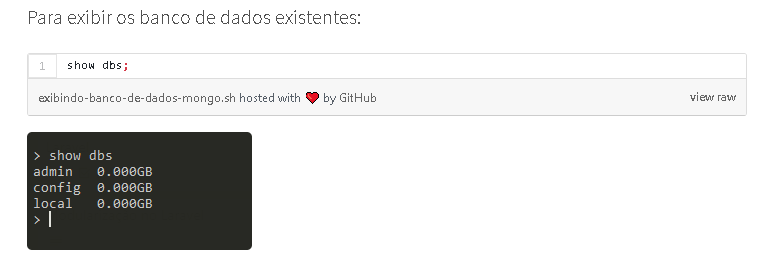 Para exibir os banco de dados existentes:
1 show dbs;
exibindo-banco-de-dados-mongo.sh hosted with ❤ by GitHub view raw
> show dbs
admin 0.000GB
config 0.000GB
local 0.000GB
>